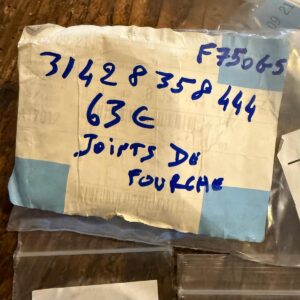 F750GS
31428358444
63€
JOINTS DE
FOURCHE